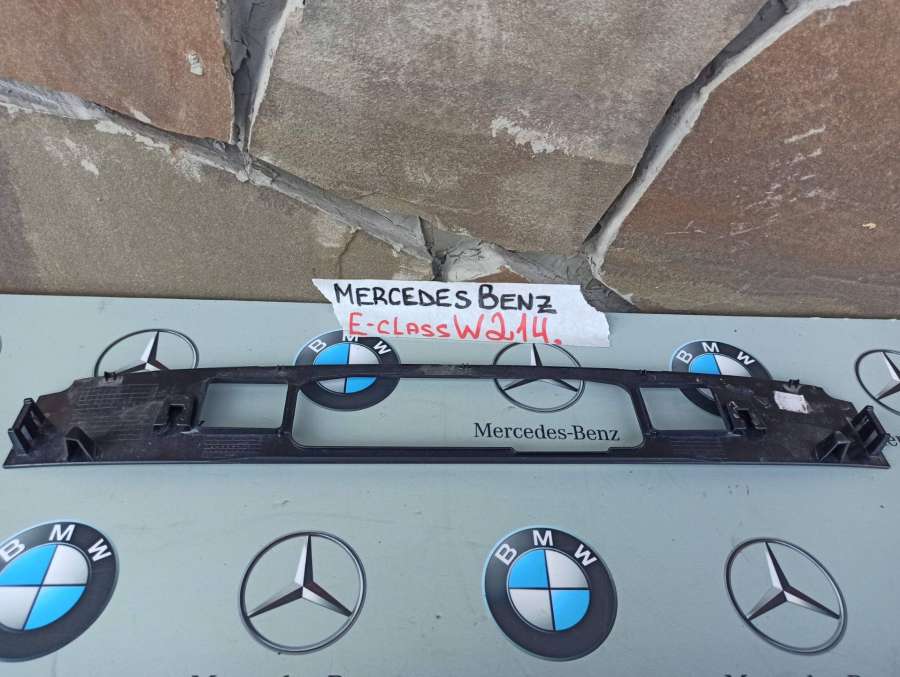 MERCEDES BENZ
E-CLASS W214.
BMW
BMW
Mercedes-Benz
BMW
BMW